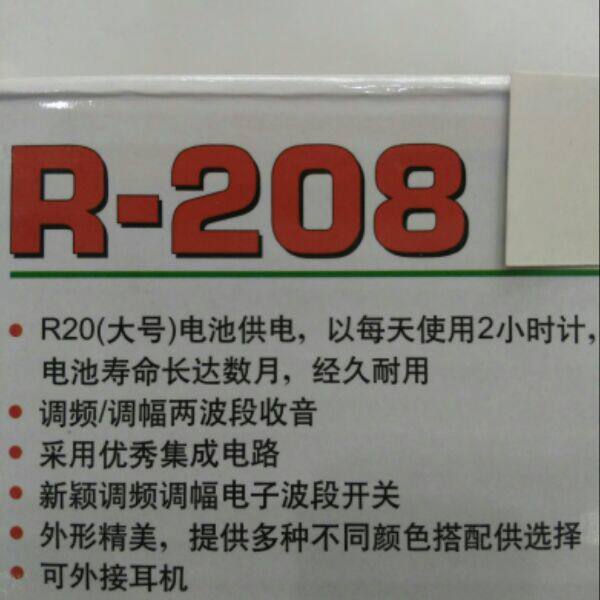 R-208
R20(大号)电池供电，以每天使用2小时计，
电池寿命长达数月，经久耐用
调频/调幅两波段收音
采用优秀集成电路
新颖调频调幅电子波段开关
外形精美，提供多种不同颜色搭配供选择
可外接耳机